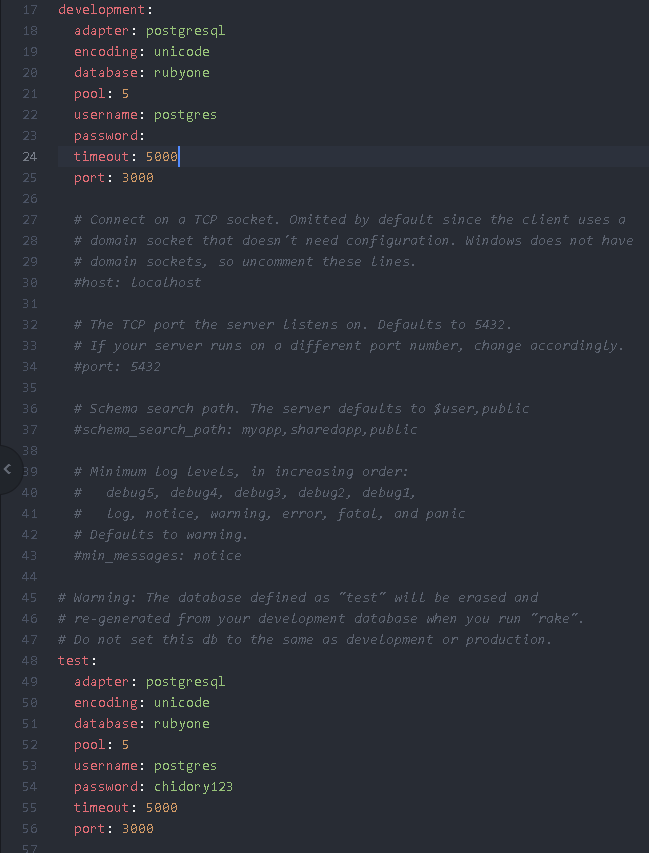 17 development:
18 adapter: postgresql
19 encoding: unicode
20 database: rubyone
21 pool: 5
22 username: postgres
23 password:
24 timeout: 5000
25 port: 3000
26
27 # Connect on a TCP socket. Omitted by default since the client uses a
28 # domain socket that doesn't need configuration. Windows does not have
29 # domain sockets, so uncomment these lines.
30 #host: localhost
31
32 # The TCP port the server listens on. Defaults to 5432.
33 # If your server runs on a different port number, change accordingly.
34 #port: 5432
35
36 # Schema search path. The server defaults to $user,public
37 #schema_search_path: myapp,sharedapp,public
38
39 # Minimum log levels, in increasing order:
40 #   debug5, debug4, debug3, debug2, debug1,
41 #   log, notice, warning, error, fatal, and panic
42 # Defaults to warning.
43 #min_messages: notice
44
45 # Warning: The database defined as "test" will be erased and
46 # re-generated from your development database when you run "rake".
47 # Do not set this db to the same as development or production.
48 test:
49 adapter: postgresql
50 encoding: unicode
51 database: rubyone
52 pool: 5
53 username: postgres
54 password: chidory123
55 timeout: 5000
56 port: 3000
57